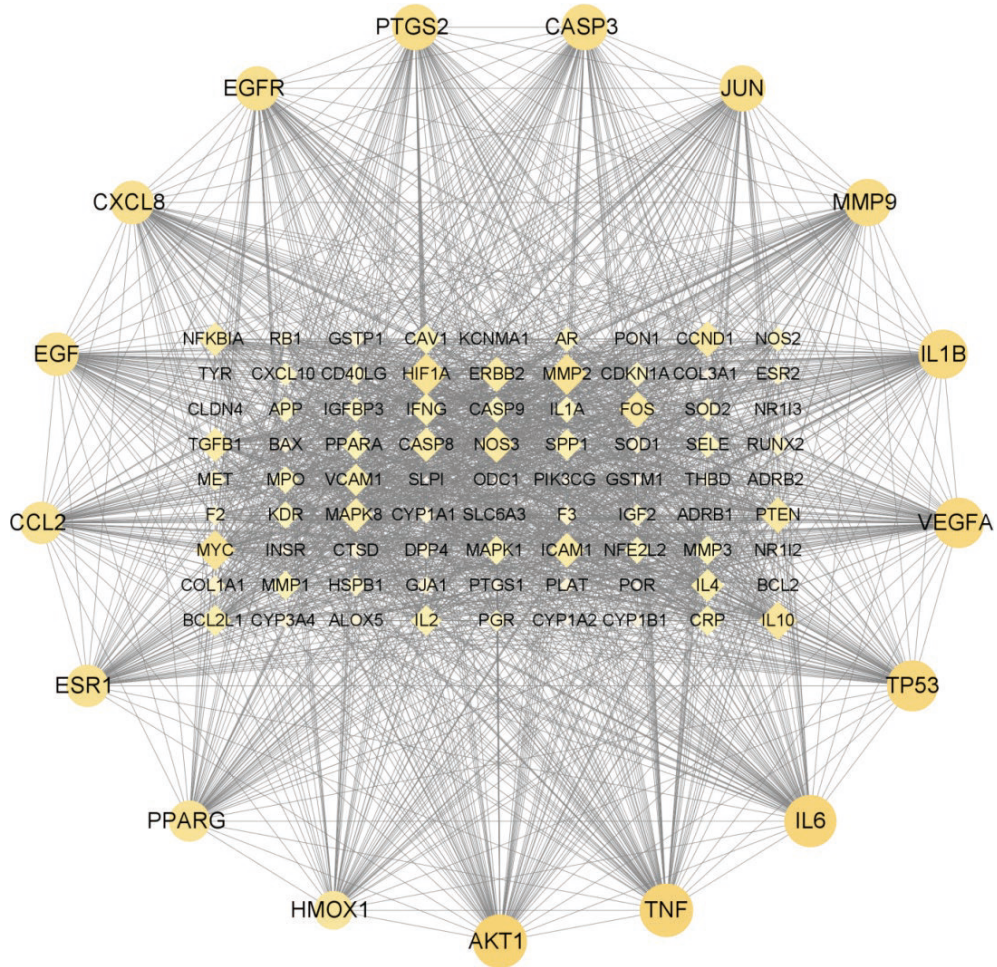 PTGS2 CASP3
EGFR JUN
CXCL8 MMP9
NFKBIA RB1 GSTP1 CAV1 KCNMA1 AR PON1 CCND1 NOS2
EGF IL1B
TYR CXCL10 CD40LG HIF1A ERBB2 MMP2 CDKN1A COL3A1 ESR2
CLDN4 APP IGFBP3 IFNG CASP9 IL1A FOS SOD2 NR1I3
TGFB1 BAX PPARA CASP8 NOS3 SPP1 SOD1 SELE RUNX2
MET MPO VCAM1 SLPI ODC1 PIK3CG GSTM1 THBD ADRB2
F2 KDR MAPK8 CYP1A1 SLC6A3 F3 IGF2 ADRB1 PTEN
CCL2 VEGFA
MYC INSR CTSD DPP4 MAPK1 ICAM1 NFE2L2 MMP3 NR1I2
COL1A1 MMP1 HSPB1 GJA1 PTGS1 PLAT POR IL4 BCL2
BCL2L1 CYP3A4 ALOX5 IL2 PGR CYP1A2 CYP1B1 CRP IL10
ESR1 TP53
PPARG IL6
HMOX1 TNF
AKT1